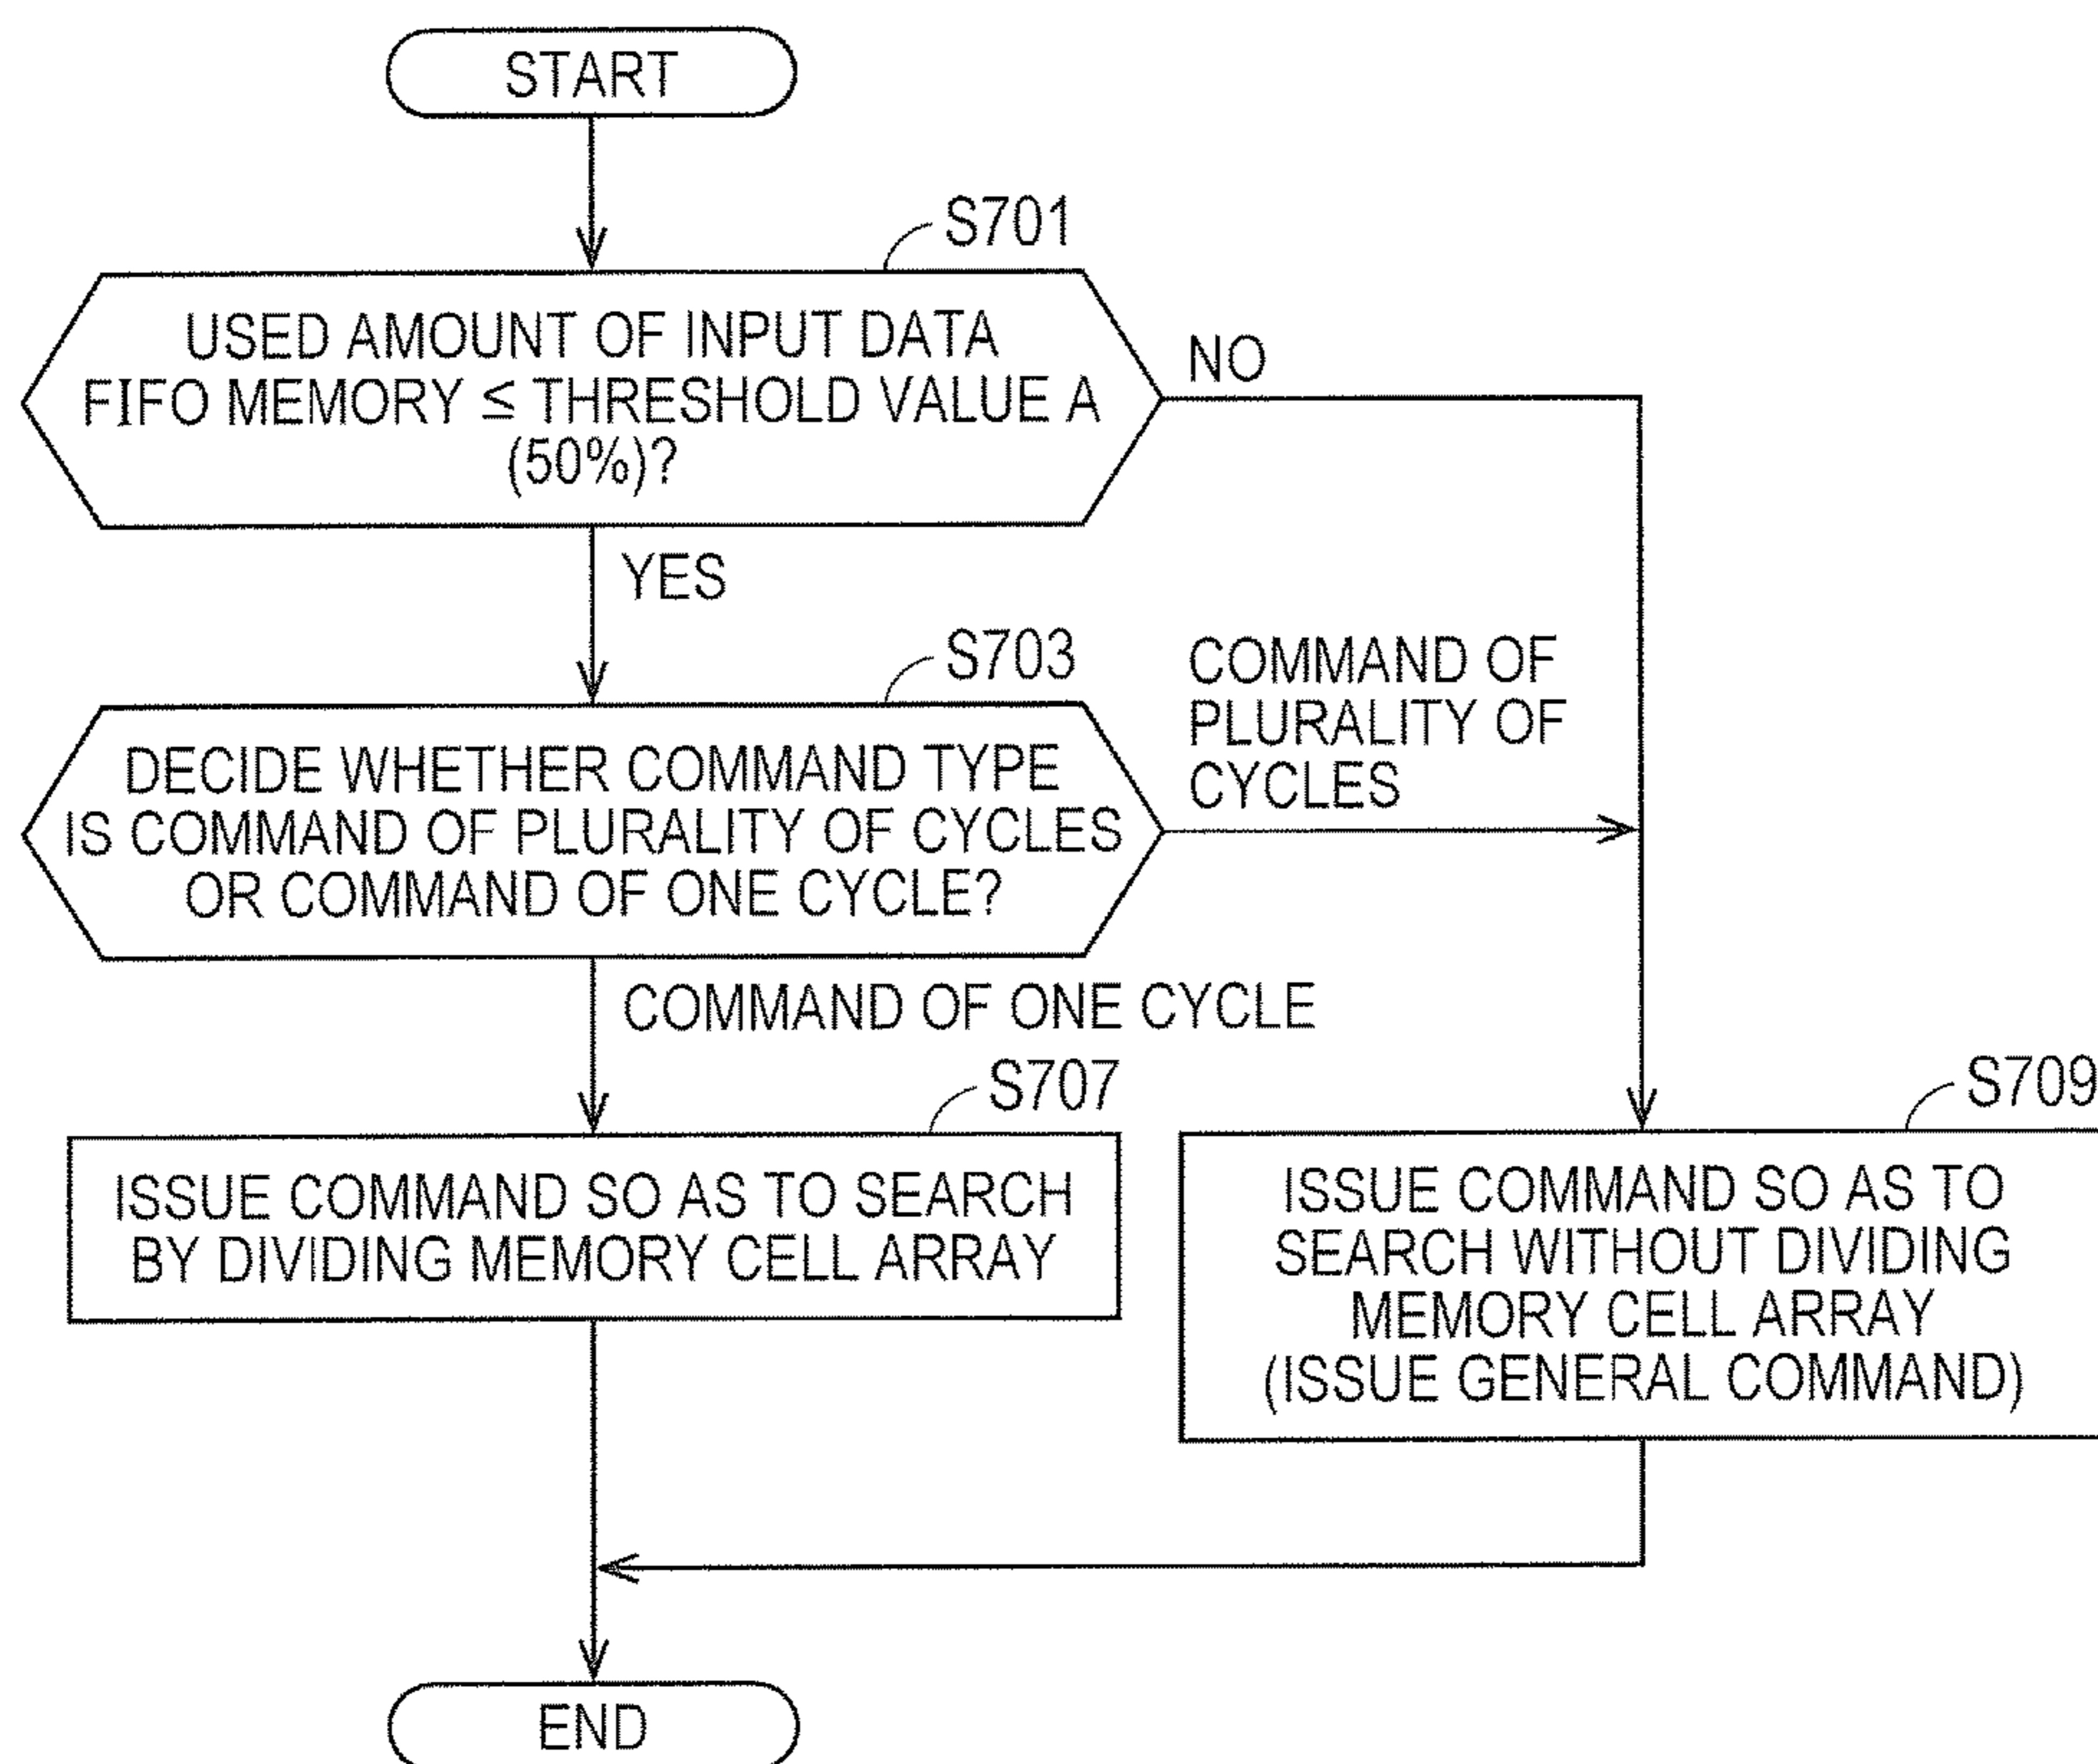 START
S701
USED AMOUNT OF INPUT DATA
FIFO MEMORY ≤ THRESHOLD VALUE A
(50%)?
NO
YES
S703
COMMAND OF
PLURALITY OF
CYCLES
DECIDE WHETHER COMMAND TYPE
IS COMMAND OF PLURALITY OF CYCLES
OR COMMAND OF ONE CYCLE?
COMMAND OF ONE CYCLE
S707
S709
ISSUE COMMAND SO AS TO SEARCH
BY DIVIDING MEMORY CELL ARRAY
ISSUE COMMAND SO AS TO
SEARCH WITHOUT DIVIDING
MEMORY CELL ARRAY
(ISSUE GENERAL COMMAND)
END